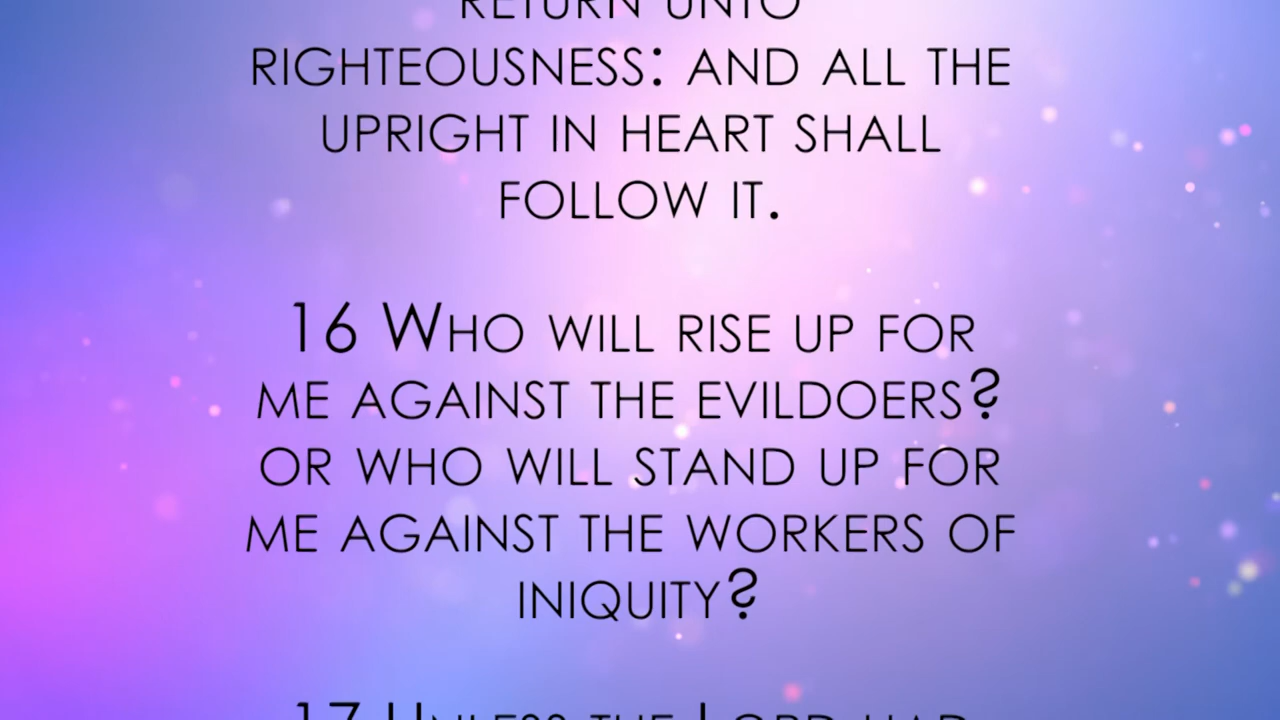 RETURN UNTO
RIGHTEOUSNESS: AND ALL THE
UPRIGHT IN HEART SHALL
FOLLOW IT.
16 WHO WILL RISE UP FOR
ME AGAINST THE EVILDOERS?
OR WHO WILL STAND UP FOR
ME AGAINST THE WORKERS OF
INIQUITY?
17 UNLESS THE LORD HAD